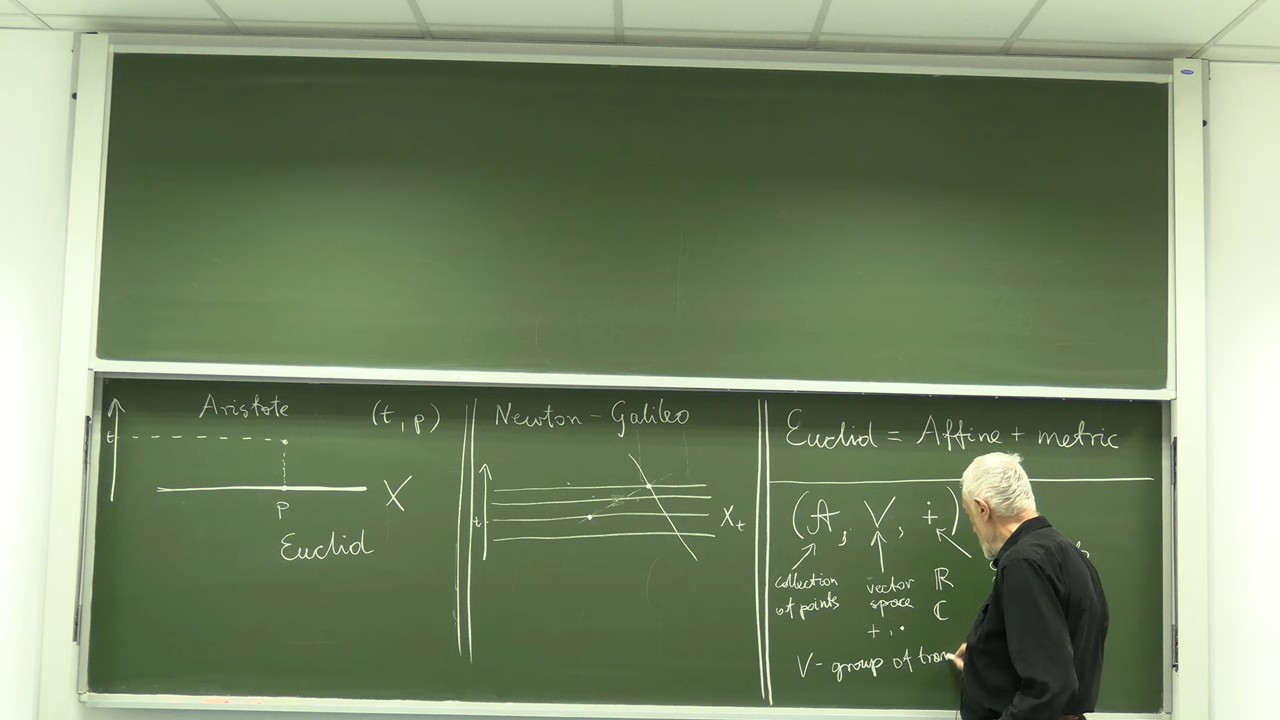 Aristote
(t, p)
t
p
X
Euclid
Newton - Galileo
t
X_t
Euclid = Affine + metric
(A, V, +)
collection
of points
vector
space
+, ·
ℝ
ℂ
V - group of tran